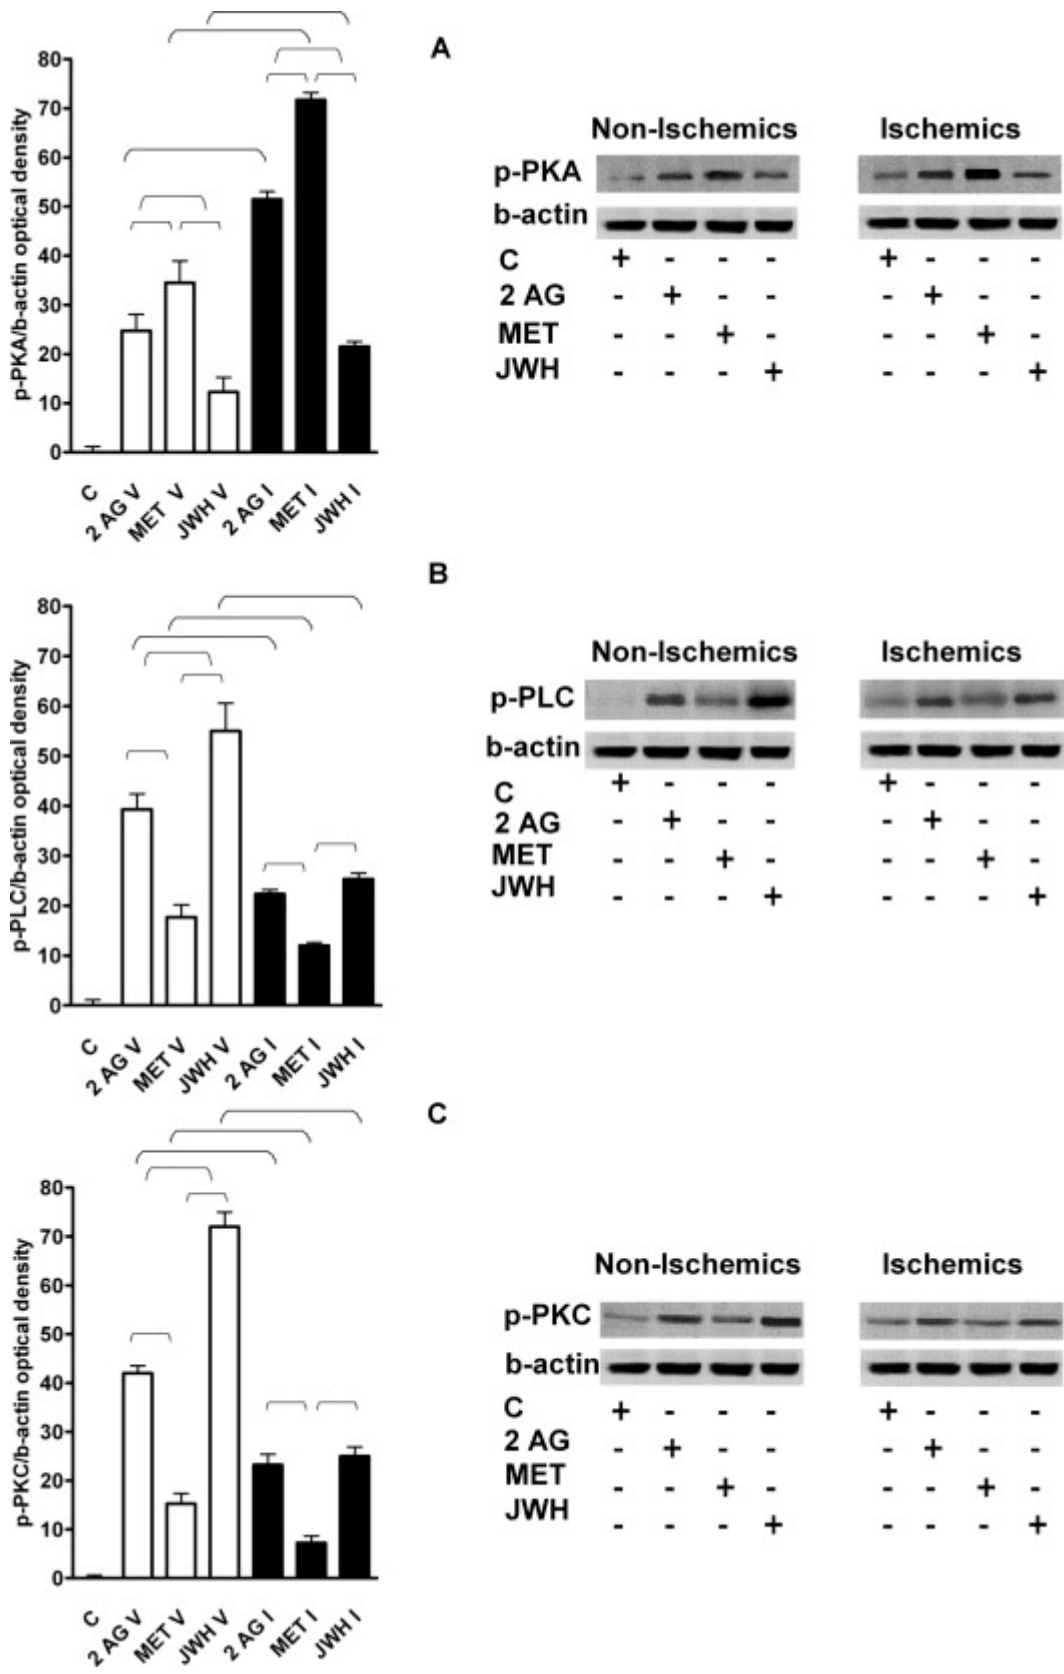 A
p-PKA/b-actin optical density
80
70
60
50
40
30
20
10
0
C
2 AG V
MET V
JWH V
2 AG I
MET I
JWH I
Non-Ischemics Ischemics
p-PKA
b-actin
C + - - - + - - -
2 AG - + - - - + - -
MET - - + - - - + -
JWH - - - + - - - +
B
p-PLC/b-actin optical density
80
70
60
50
40
30
20
10
0
C
2 AG V
MET V
JWH V
2 AG I
MET I
JWH I
Non-Ischemics Ischemics
p-PLC
b-actin
C + - - - + - - -
2 AG - + - - - + - -
MET - - + - - - + -
JWH - - - + - - - +
C
p-PKC/b-actin optical density
80
70
60
50
40
30
20
10
0
C
2 AG V
MET V
JWH V
2 AG I
MET I
JWH I
Non-Ischemics Ischemics
p-PKC
b-actin
C + - - - + - - -
2 AG - + - - - + - -
MET - - + - - - + -
JWH - - - + - - - +